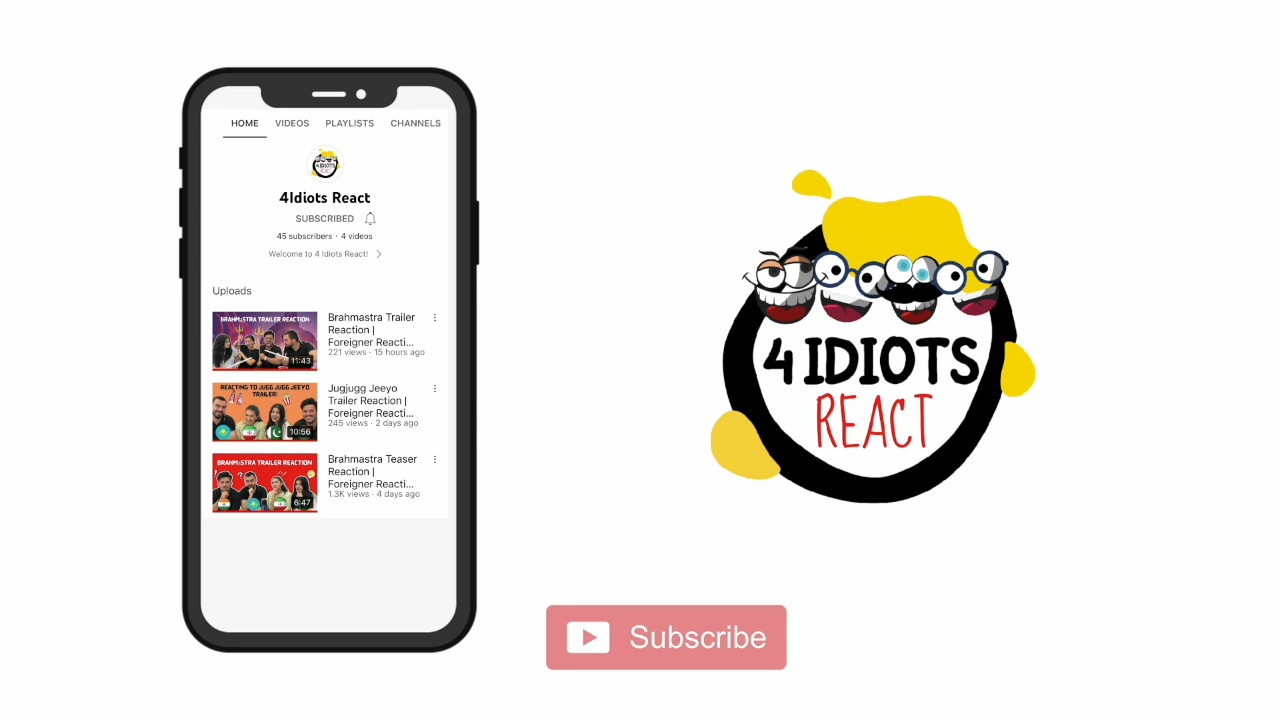 HOME VIDEOS PLAYLISTS CHANNELS
4 IDIOTS
REACT
4Idiots React
SUBSCRIBED
45 subscribers · 4 videos
Welcome to 4 Idiots React!
Uploads
BRAHMASTRA TRAILER REACTION
11:43
Brahmastra Trailer
Reaction |
Foreigner Reacti...
221 views · 15 hours ago
REACTING TO JUGG JUGG JEEYO
TRAILER!
10:56
Jugjugg Jeeyo
Trailer Reaction |
Foreigner Reacti...
245 views · 2 days ago
BRAHMASTRA TRAILER REACTION
6:47
Brahmastra Teaser
Reaction |
Foreigner Reacti...
1.3K views · 4 days ago
4 IDIOTS
REACT
Subscribe